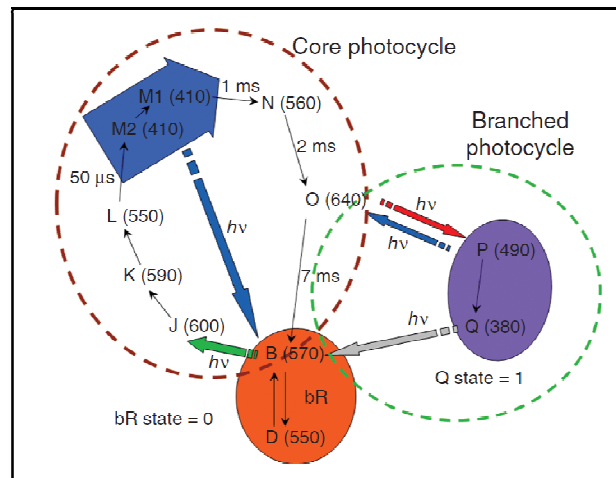 Core photocycle
1 ms
M1 (410)
N (560)
M2 (410)
2 ms
Branched
photocycle
50 µs
O (640)
L (550)
hν
hν
hν
P (490)
K (590)
7 ms
J (600)
hν
Q (380)
hν
B (570)
Q state = 1
bR
bR state = 0
D (550)